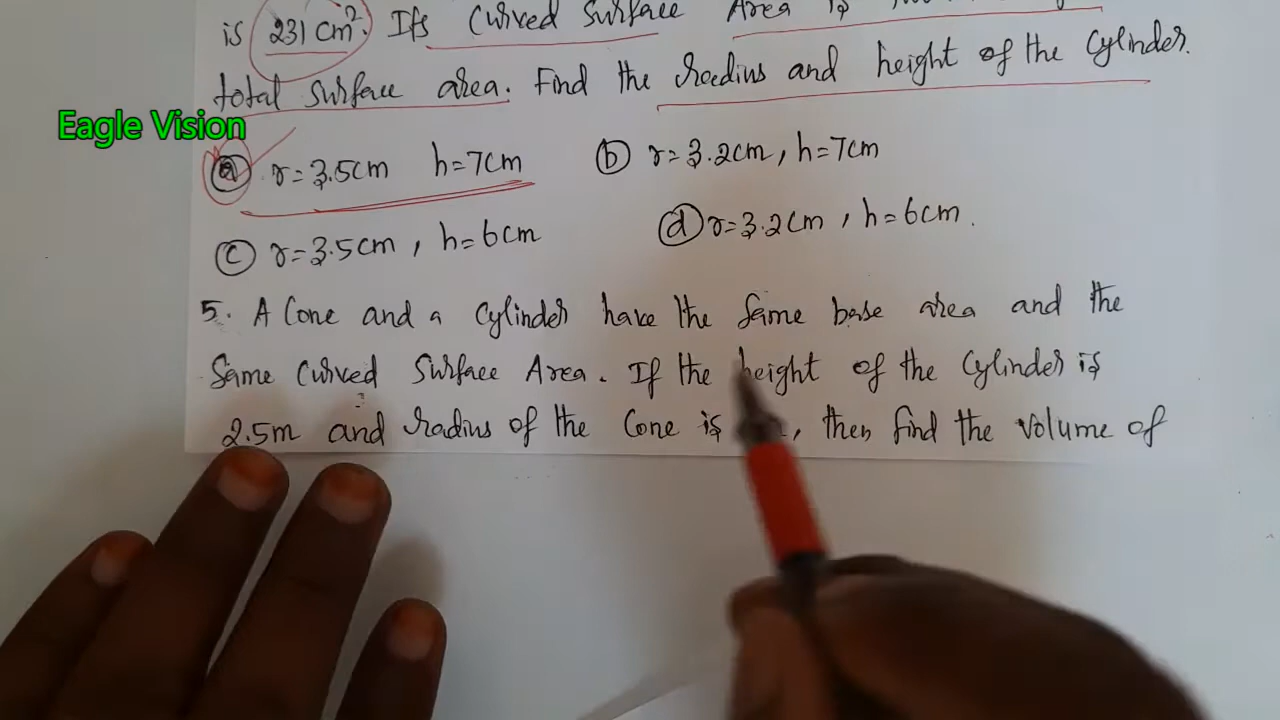 is 231 cm². Its Curved Surface Area is
total surface area. Find the radius and height of the Cylinder.
Eagle Vision
ⓐ r=3.5cm h=7cm ⓑ r=3.2cm, h=7cm
ⓒ r=3.5cm, h=6cm ⓓ r=3.2cm, h=6cm.
5. A Cone and a Cylinder have the Same base area and the
Same Curved Surface Area. If the height of the Cylinder is
2.5m and radius of the Cone is , then find the volume of